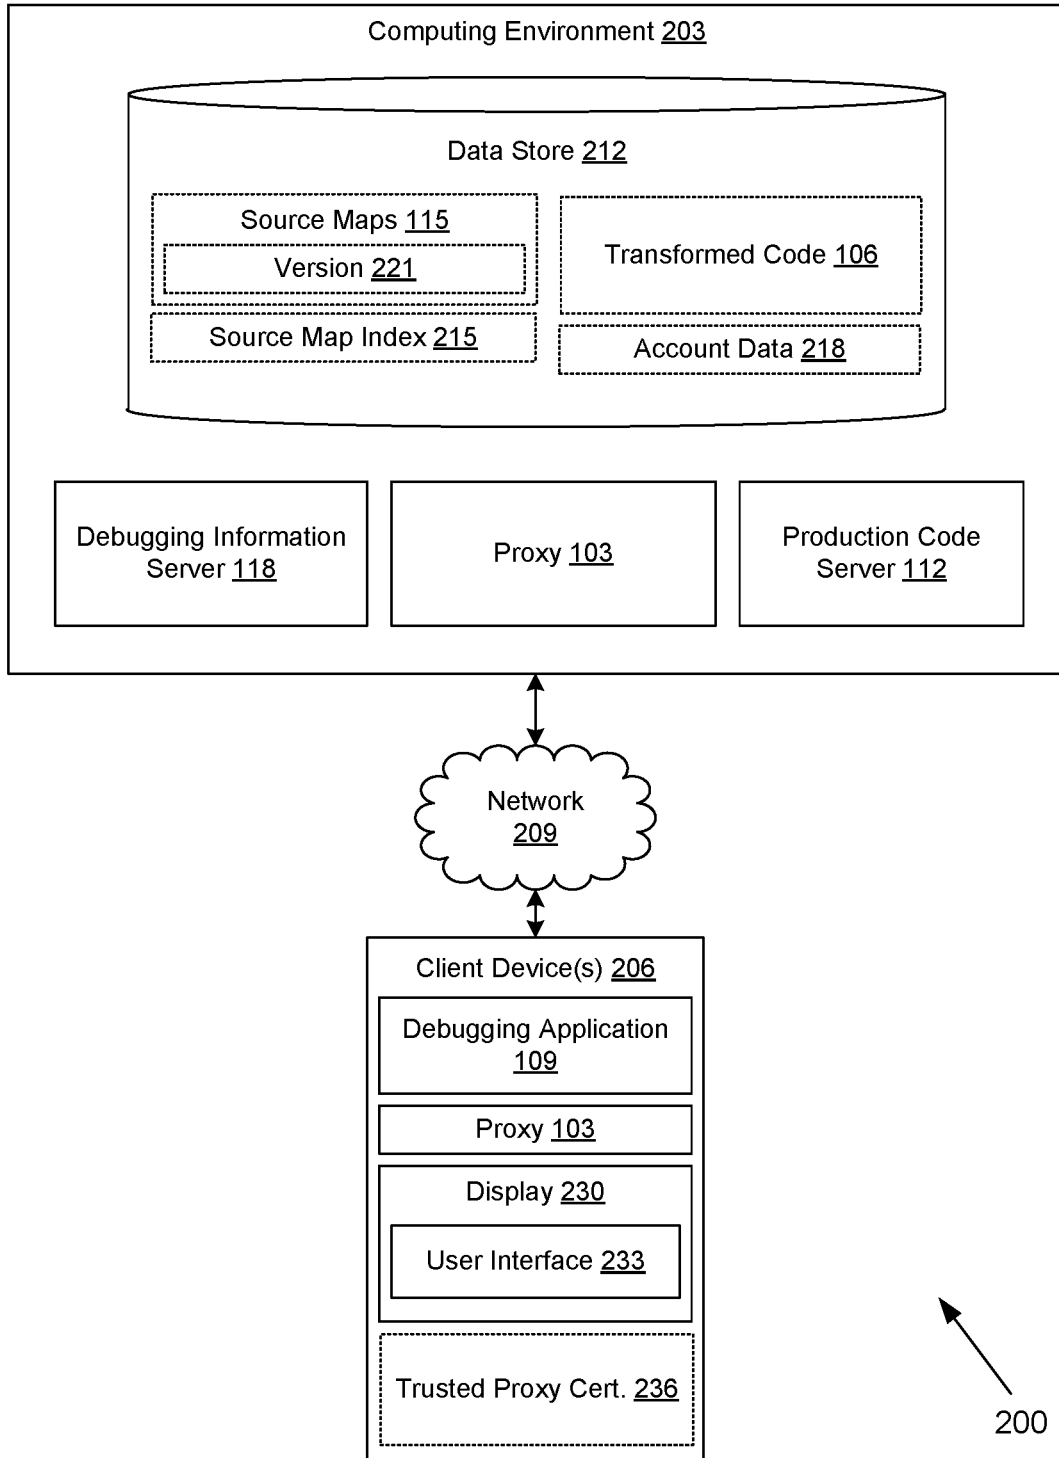 Computing Environment 203
Data Store 212
Source Maps 115
Version 221
Source Map Index 215
Transformed Code 106
Account Data 218
Debugging Information
Server 118
Proxy 103
Production Code
Server 112
Network
209
Client Device(s) 206
Debugging Application
109
Proxy 103
Display 230
User Interface 233
Trusted Proxy Cert. 236
200